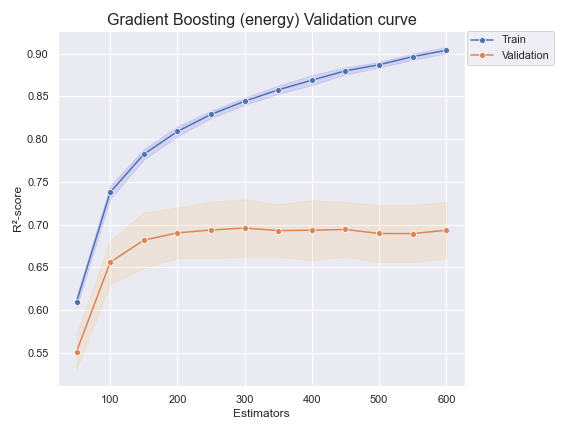 Gradient Boosting (energy) Validation curve
Train
Validation
R²-score
0.90
0.85
0.80
0.75
0.70
0.65
0.60
0.55
100 200 300 400 500 600
Estimators